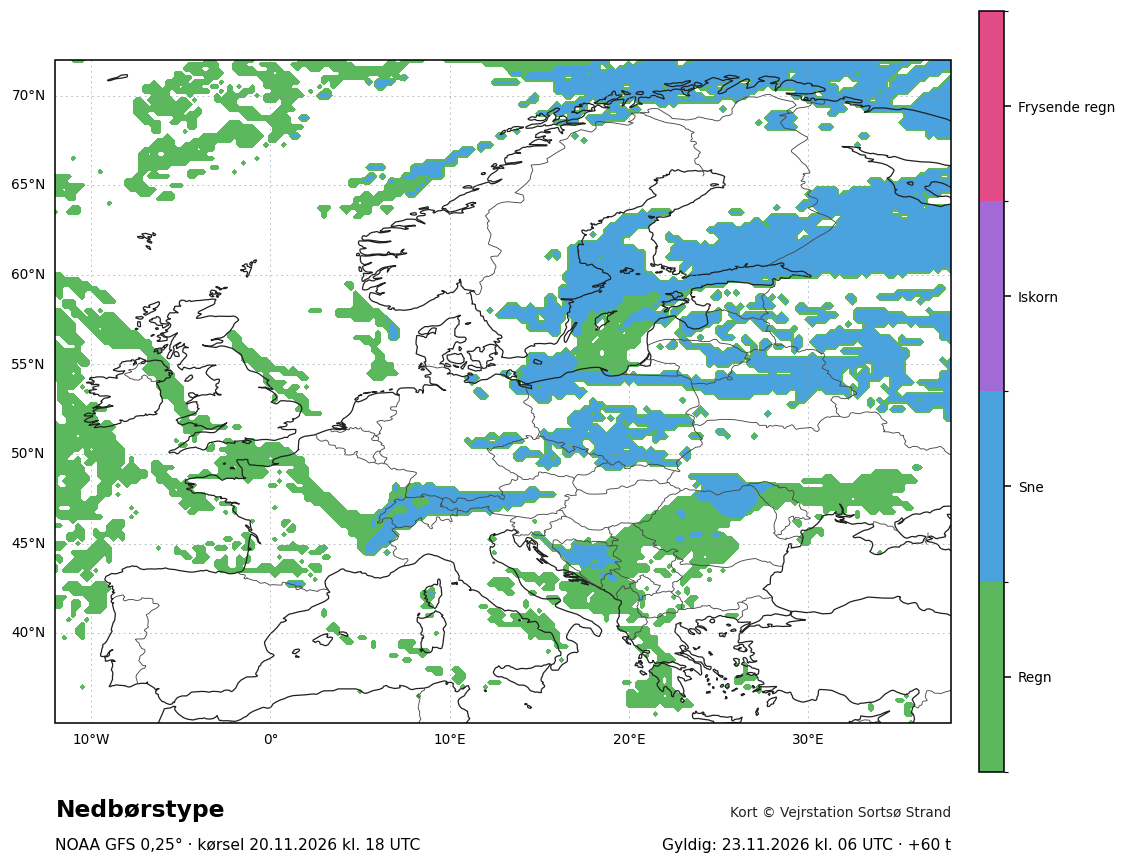 70°N
65°N
60°N
55°N
50°N
45°N
40°N
10°W
0°
10°E
20°E
30°E
Frysende regn
Iskorn
Sne
Regn
Nedbørstype
Kort © Vejrstation Sortsø Strand
NOAA GFS 0,25° · kørsel 20.11.2026 kl. 18 UTC
Gyldig: 23.11.2026 kl. 06 UTC · +60 t